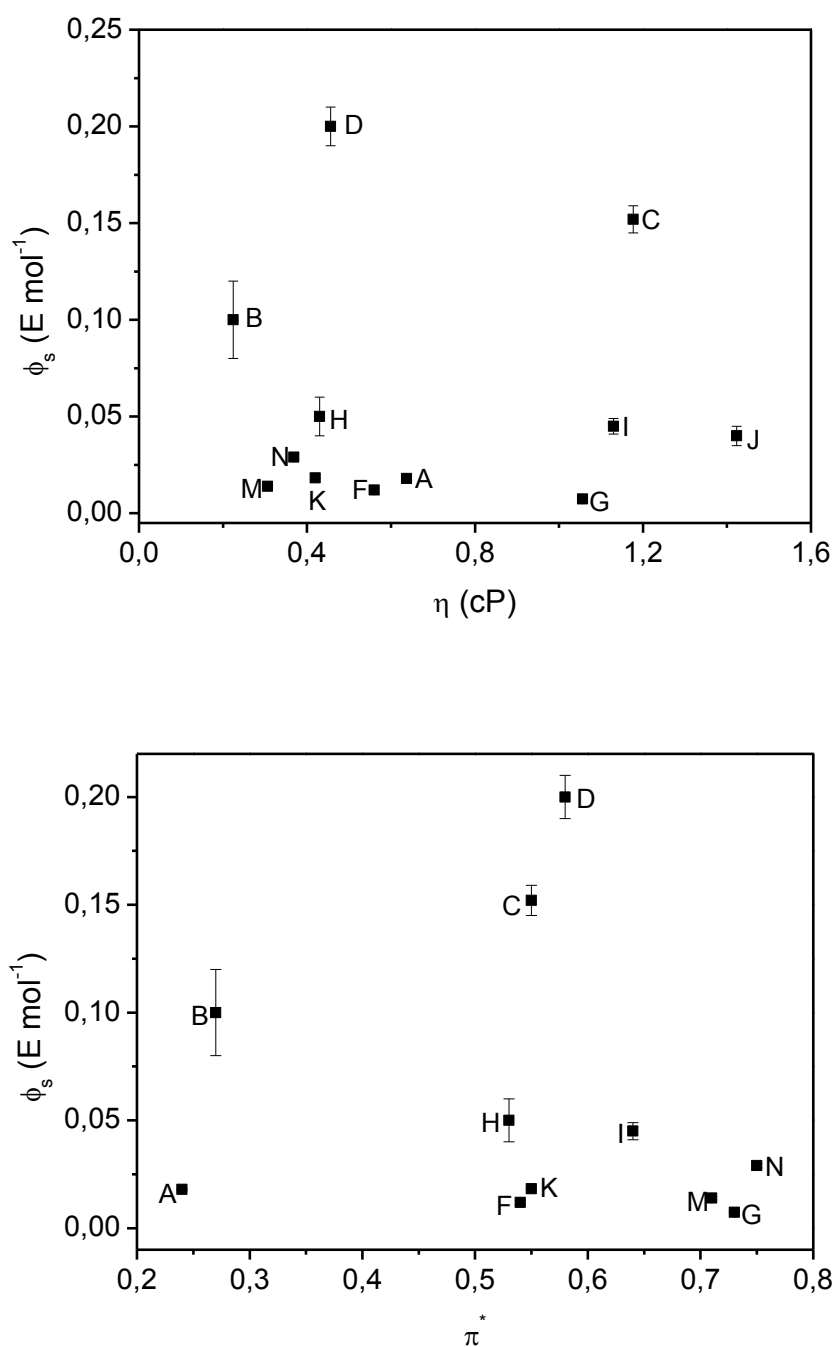 0,25
0,20
D
C
0,15
φs (E mol-1)
B
0,10
H
I
J
0,05
N
M
K
F
A
G
0,00
0,0
0,4
0,8
1,2
1,6
η (cP)
0,20
D
C
0,15
φs (E mol-1)
B
0,10
H
I
0,05
N
A
F
K
M
G
0,00
0,2
0,3
0,4
0,5
0,6
0,7
0,8
π*